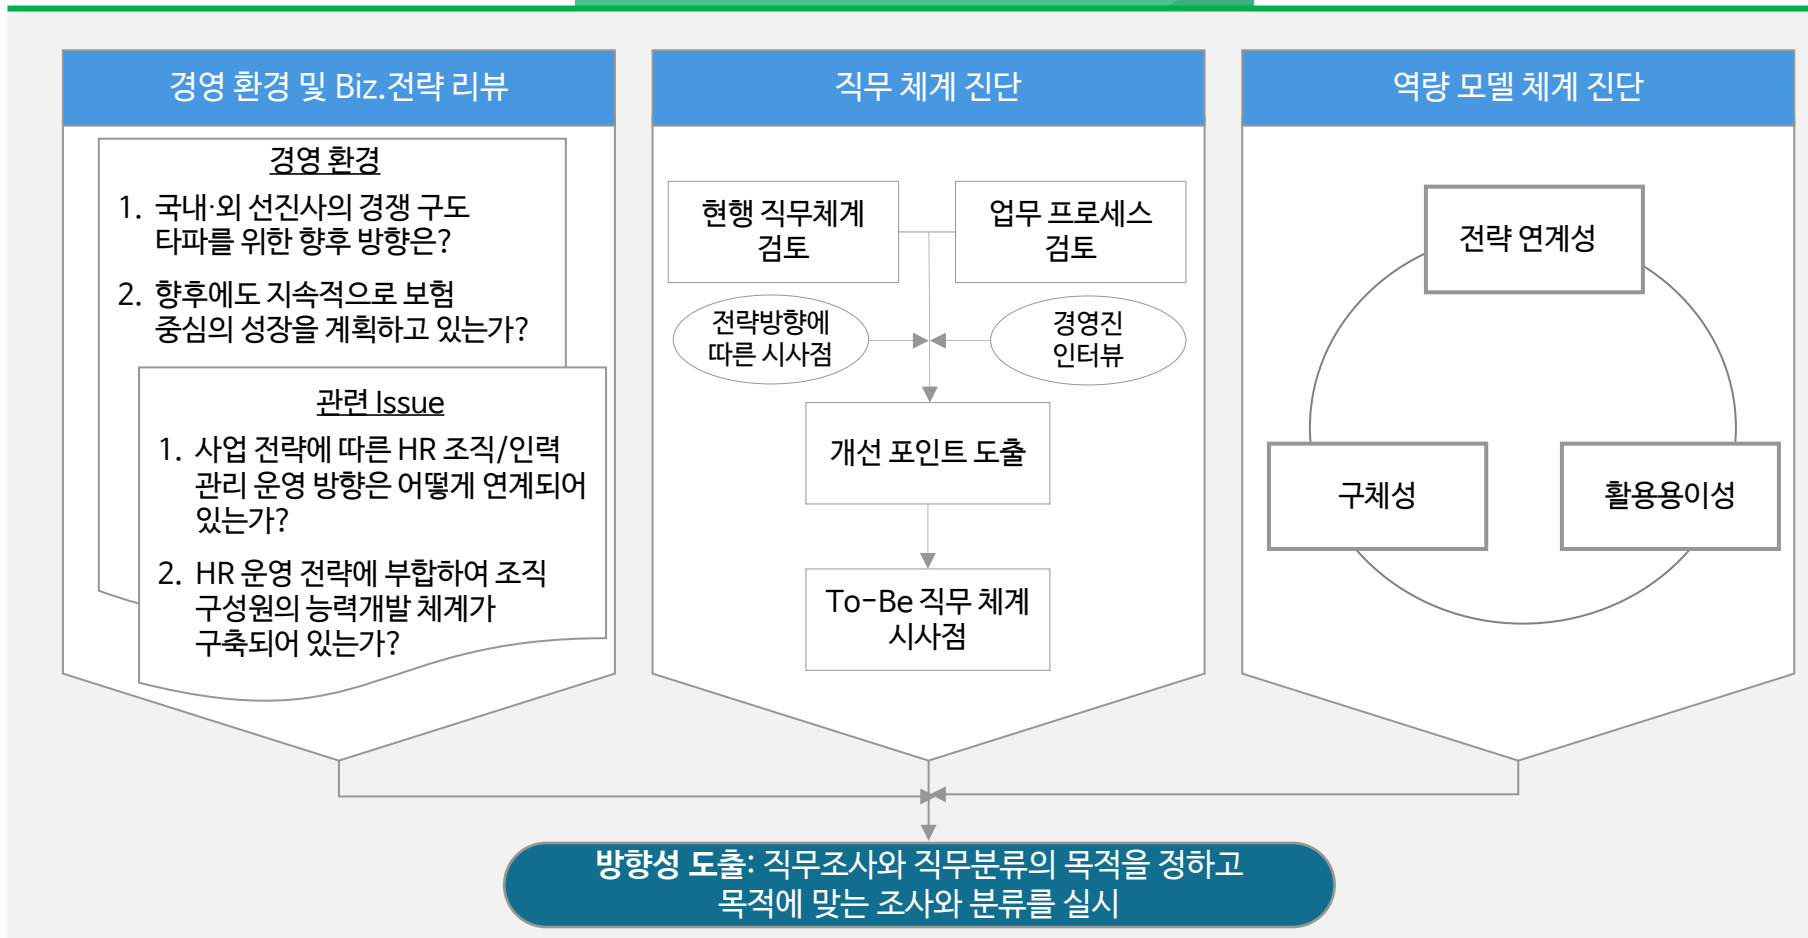 경영 환경 및 Biz.전략 리뷰
경영 환경
1. 국내·외 선진사의 경쟁 구도
타파를 위한 향후 방향은?
2. 향후에도 지속적으로 보험
중심의 성장을 계획하고 있는가?
관련 Issue
1. 사업 전략에 따른 HR 조직/인력
관리 운영 방향은 어떻게 연계되어
있는가?
2. HR 운영 전략에 부합하여 조직
구성원의 능력개발 체계가
구축되어 있는가?
직무 체계 진단
현행 직무체계
검토
업무 프로세스
검토
전략방향에
따른 시사점
경영진
인터뷰
개선 포인트 도출
To-Be 직무 체계
시사점
역량 모델 체계 진단
전략 연계성
구체성
활용용이성
방향성 도출: 직무조사와 직무분류의 목적을 정하고
목적에 맞는 조사와 분류를 실시